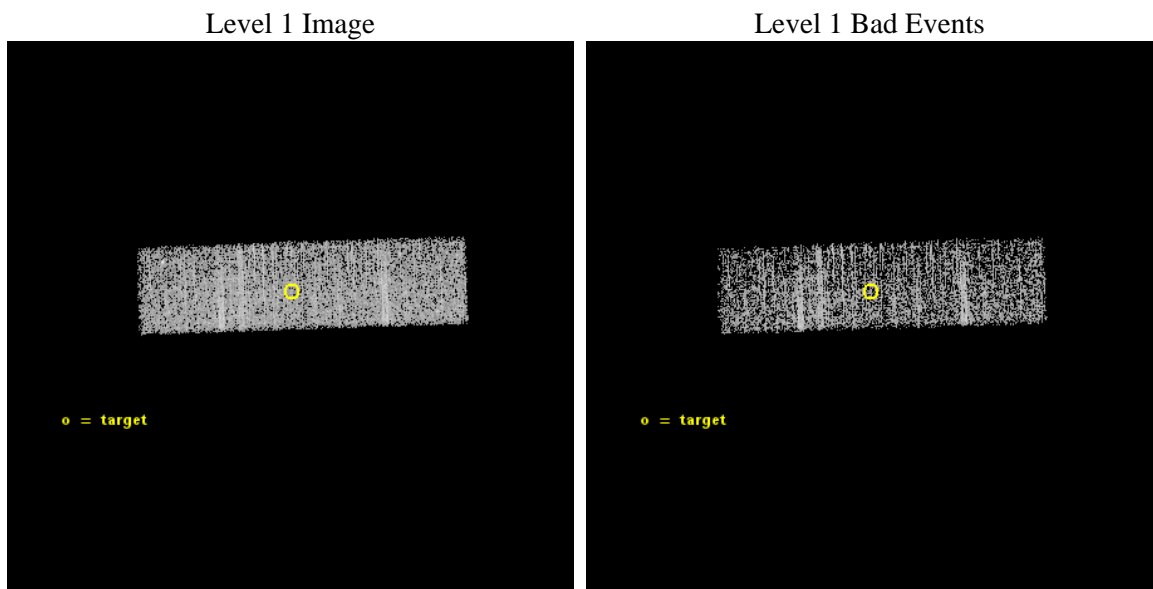 Level 1 Image
Level 1 Bad Events
o = target
o = target